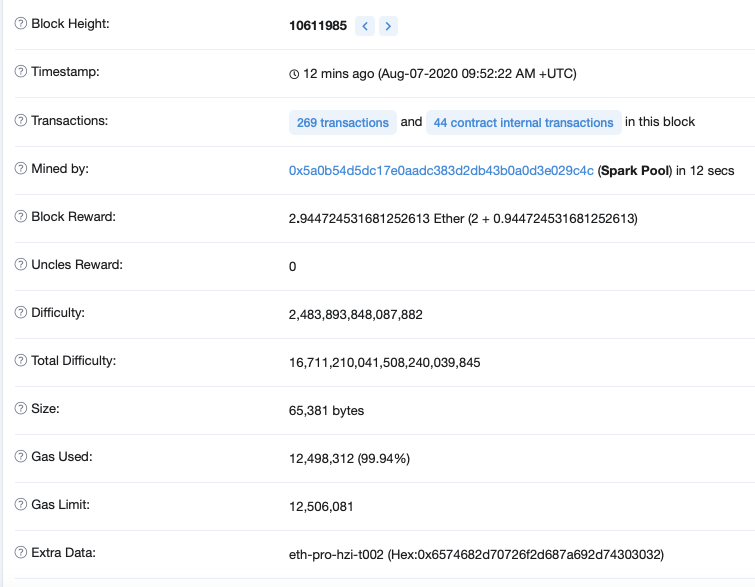 Block Height: 10611985 < >
Timestamp: 12 mins ago (Aug-07-2020 09:52:22 AM +UTC)
Transactions: 269 transactions and 44 contract internal transactions in this block
Mined by: 0x5a0b54d5dc17e0aadc383d2db43b0a0d3e029c4c (Spark Pool) in 12 secs
Block Reward: 2.944724531681252613 Ether (2 + 0.944724531681252613)
Uncles Reward: 0
Difficulty: 2,483,893,848,087,882
Total Difficulty: 16,711,210,041,508,240,039,845
Size: 65,381 bytes
Gas Used: 12,498,312 (99.94%)
Gas Limit: 12,506,081
Extra Data: eth-pro-hzi-t002 (Hex:0x6574682d70726f2d687a692d74303032)